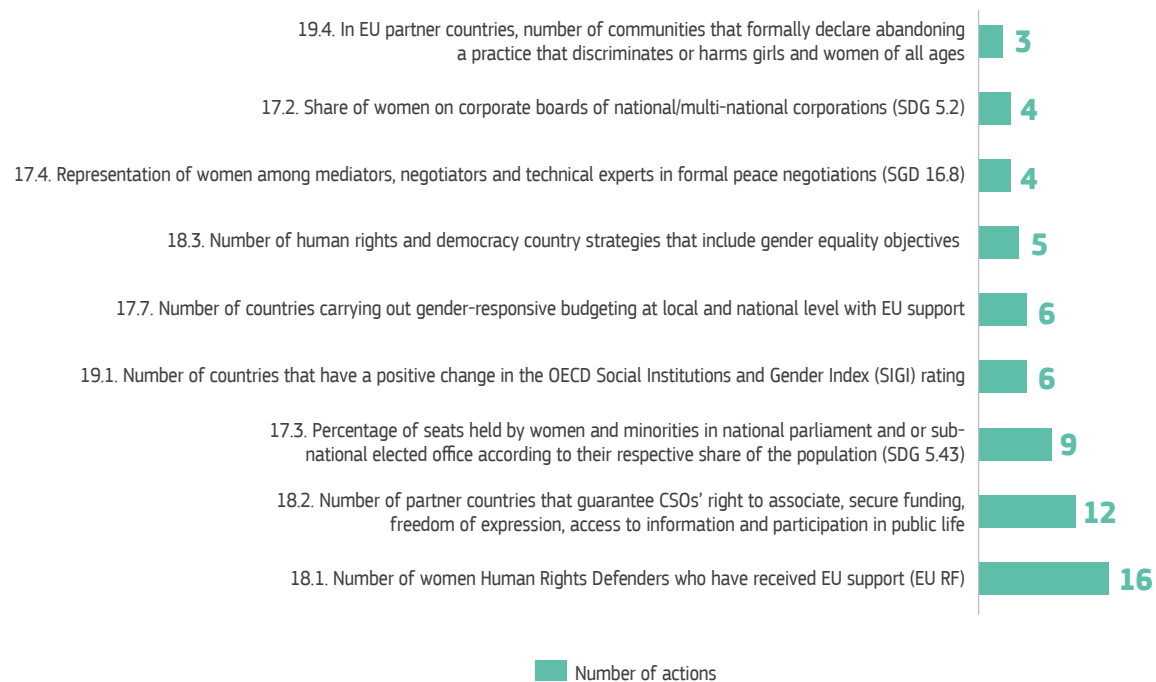 19.4. In EU partner countries, number of communities that formally declare abandoning
a practice that discriminates or harms girls and women of all ages
3
17.2. Share of women on corporate boards of national/multi-national corporations (SDG 5.2)
4
17.4. Representation of women among mediators, negotiators and technical experts in formal peace negotiations (SGD 16.8)
4
18.3. Number of human rights and democracy country strategies that include gender equality objectives
5
17.7. Number of countries carrying out gender-responsive budgeting at local and national level with EU support
6
19.1. Number of countries that have a positive change in the OECD Social Institutions and Gender Index (SIGI) rating
6
17.3. Percentage of seats held by women and minorities in national parliament and or sub-
national elected office according to their respective share of the population (SDG 5.43)
9
18.2. Number of partner countries that guarantee CSOs' right to associate, secure funding,
freedom of expression, access to information and participation in public life
12
18.1. Number of women Human Rights Defenders who have received EU support (EU RF)
16
Number of actions